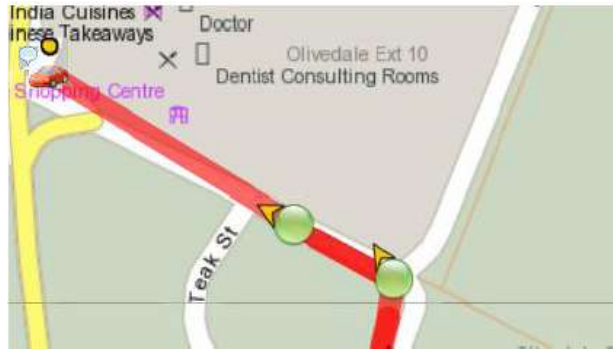 India Cuisines
inese Takeaways
Doctor
Olivedale Ext 10
Dentist Consulting Rooms
Shopping Centre
Teak St